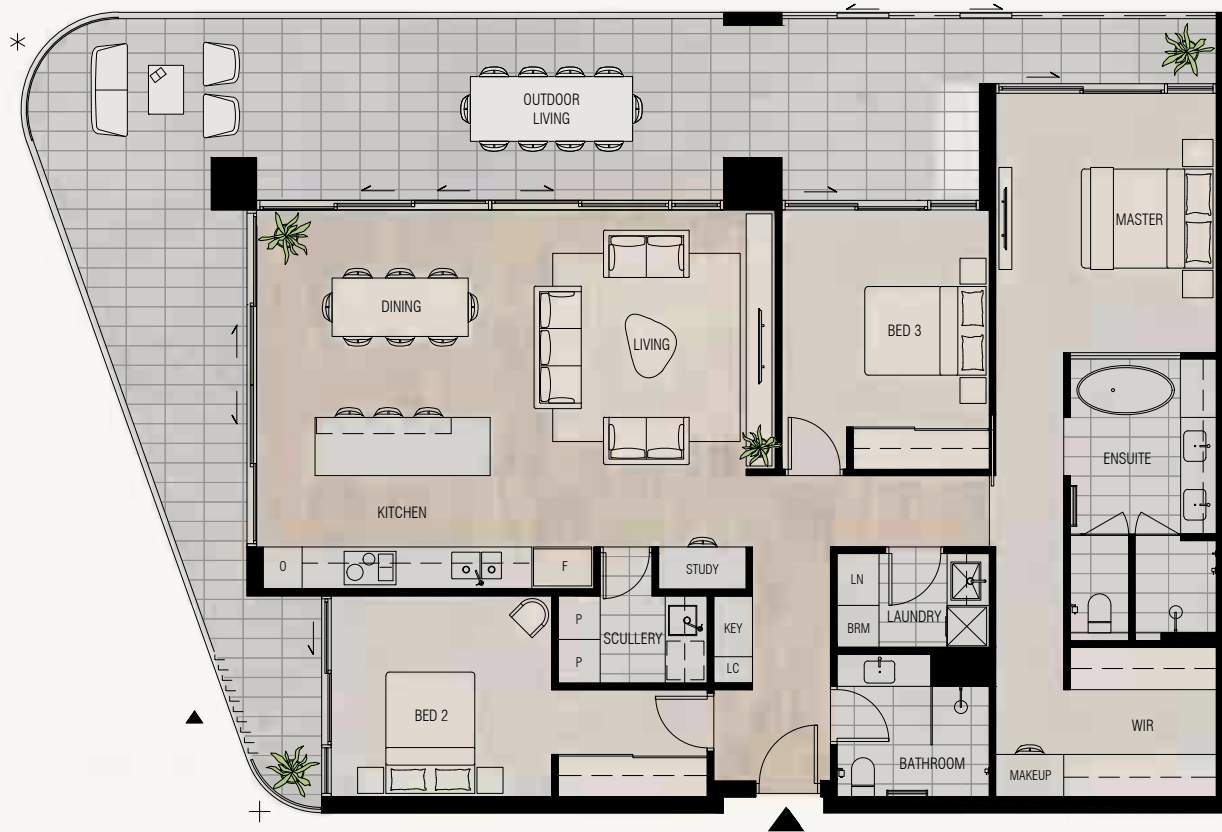 OUTDOOR
LIVING
MASTER
DINING
LIVING
BED 3
ENSUITE
KITCHEN
O
F
STUDY
LN
BRM
LAUNDRY
P
P
SCULLERY
KEY
LC
BED 2
WIR
BATHROOM
MAKEUP